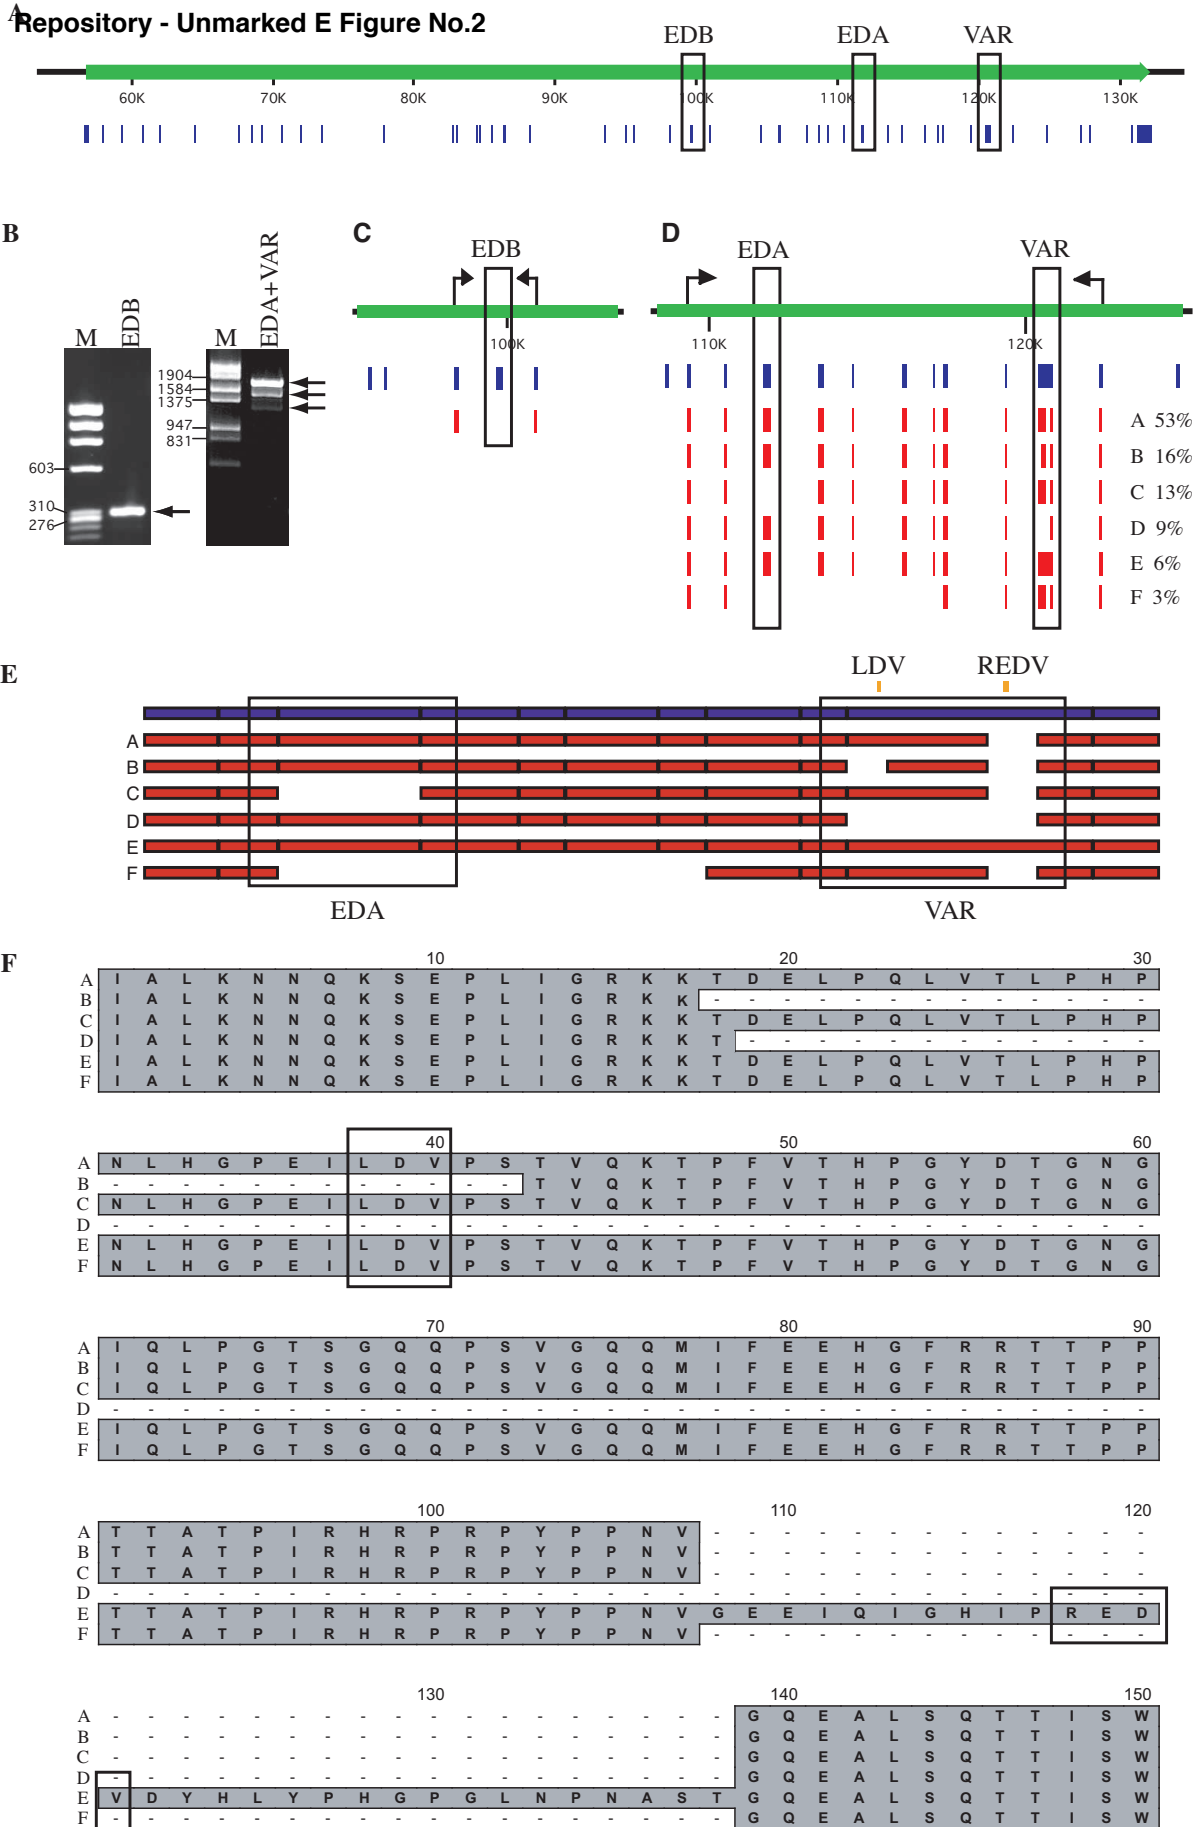 A
Repository - Unmarked E Figure No.2
EDB EDA VAR
60K 70K 80K 90K 100K 110K 120K 130K
B
M EDB
603
310
276
M EDA+VAR
1904
1584
1375
947
831
C
EDB
100K
D
EDA VAR
110K 120K
A 53%
B 16%
C 13%
D 9%
E 6%
F 3%
E
LDV REDV
A
B
C
D
E
F
EDA VAR
F
10 20 30
A I A L K N N Q K S E P L I G R K K T D E L P Q L V T L P H P
B I A L K N N Q K S E P L I G R K K - - - - - - - - - - - - -
C I A L K N N Q K S E P L I G R K K T D E L P Q L V T L P H P
D I A L K N N Q K S E P L I G R K K T - - - - - - - - - - - -
E I A L K N N Q K S E P L I G R K K T D E L P Q L V T L P H P
F I A L K N N Q K S E P L I G R K K T D E L P Q L V T L P H P
40 50 60
A N L H G P E I L D V P S T V Q K T P F V T H P G Y D T G N G
B - - - - - - - - - - - - T V Q K T P F V T H P G Y D T G N G
C N L H G P E I L D V P S T V Q K T P F V T H P G Y D T G N G
D - - - - - - - - - - - - - - - - - - - - - - - - - - - - - -
E N L H G P E I L D V P S T V Q K T P F V T H P G Y D T G N G
F N L H G P E I L D V P S T V Q K T P F V T H P G Y D T G N G
70 80 90
A I Q L P G T S G Q Q P S V G Q Q M I F E E H G F R R T T P P
B I Q L P G T S G Q Q P S V G Q Q M I F E E H G F R R T T P P
C I Q L P G T S G Q Q P S V G Q Q M I F E E H G F R R T T P P
D - - - - - - - - - - - - - - - - - - - - - - - - - - - - - -
E I Q L P G T S G Q Q P S V G Q Q M I F E E H G F R R T T P P
F I Q L P G T S G Q Q P S V G Q Q M I F E E H G F R R T T P P
100 110 120
A T T A T P I R H R P R P Y P P N V - - - - - - - - - - - - -
B T T A T P I R H R P R P Y P P N V - - - - - - - - - - - - -
C T T A T P I R H R P R P Y P P N V - - - - - - - - - - - - -
D - - - - - - - - - - - - - - - - - - - - - - - - - - - - - -
E T T A T P I R H R P R P Y P P N V G E E I Q I G H I P R E D
F T T A T P I R H R P R P Y P P N V - - - - - - - - - - - - -
130 140 150
A - - - - - - - - - - - - - - - - - - G Q E A L S Q T T I S W
B - - - - - - - - - - - - - - - - - - G Q E A L S Q T T I S W
C - - - - - - - - - - - - - - - - - - G Q E A L S Q T T I S W
D - - - - - - - - - - - - - - - - - - G Q E A L S Q T T I S W
E V D Y H L Y P H G P G L N P N A S T G Q E A L S Q T T I S W
F - - - - - - - - - - - - - - - - - - G Q E A L S Q T T I S W